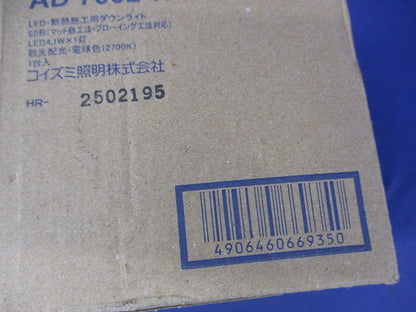 LED・断熱施工用ダウンライト
SB形(マット敷工法・ブローイング工法対応)
LED4.1W×1灯
散光配光・電球色(2700K)
1台入
コイズミ照明株式会社
HR- 2502195
4906460669350